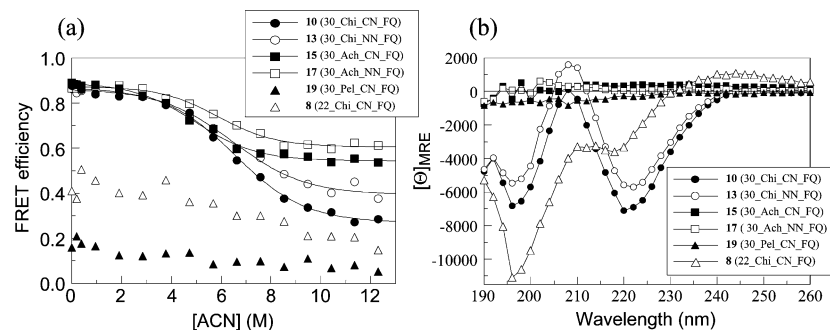 (a)
10 (30_Chi_CN_FQ)
13 (30_Chi_NN_FQ)
15 (30_Ach_CN_FQ)
17 (30_Ach_NN_FQ)
19 (30_Pel_CN_FQ)
8 (22_Chi_CN_FQ)
FRET efficiency
1.0
0.8
0.6
0.4
0.2
0.0
0 2 4 6 8 10 12
[ACN] (M)
(b)
[Θ]MRE
2000
0
-2000
-4000
-6000
-8000
-10000
10 (30_Chi_CN_FQ)
13 (30_Chi_NN_FQ)
15 (30_Ach_CN_FQ)
17 (30_Ach_NN_FQ)
19 (30_Pel_CN_FQ)
8 (22_Chi_CN_FQ)
190 200 210 220 230 240 250 260
Wavelength (nm)